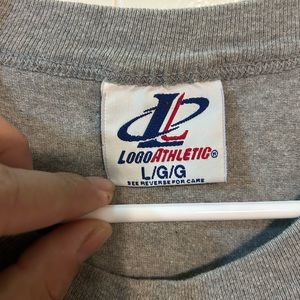 LOGO ATHLETIC®
L/G/G
SEE REVERSE FOR CARE